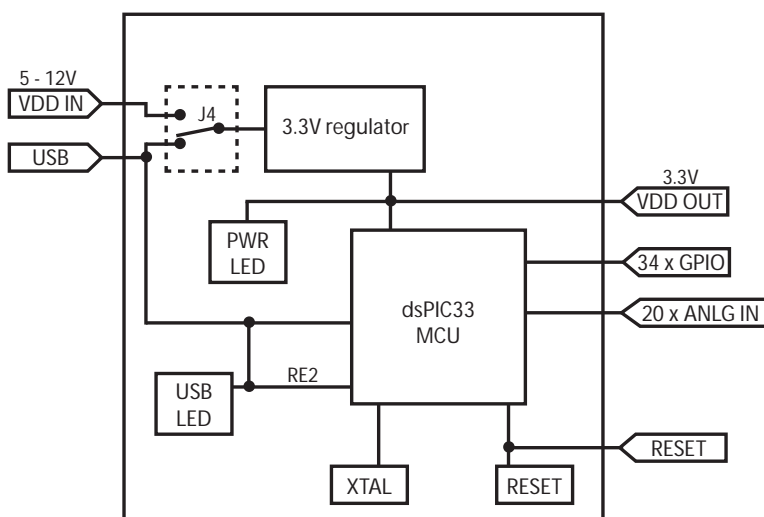 5 - 12V
VDD IN
J4
3.3V regulator
USB
3.3V
VDD OUT
PWR
LED
34 x GPIO
dsPIC33
MCU
20 x ANLG IN
RE2
USB
LED
RESET
XTAL
RESET